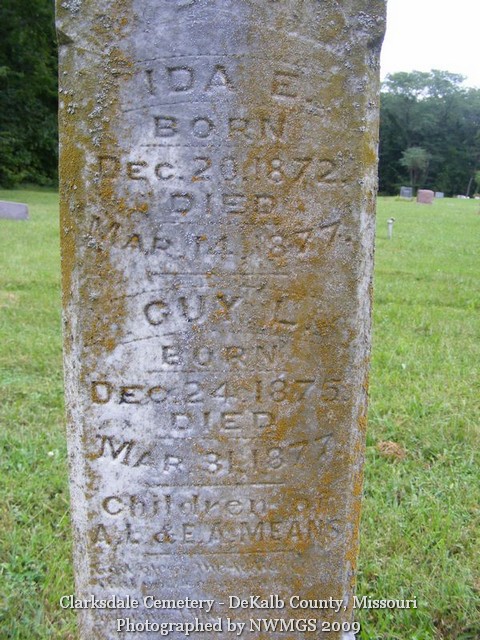 IDA E.
BORN
DEC. 20, 1872.
DIED
MAR. 14, 1877.
GUY L.
BORN
DEC. 24, 1875.
DIED
MAR. 31, 1877.
Children of
A.L. & E.A. MEANS
Clarksdale Cemetery - DeKalb County, Missouri
Photographed by NWMGS 2009